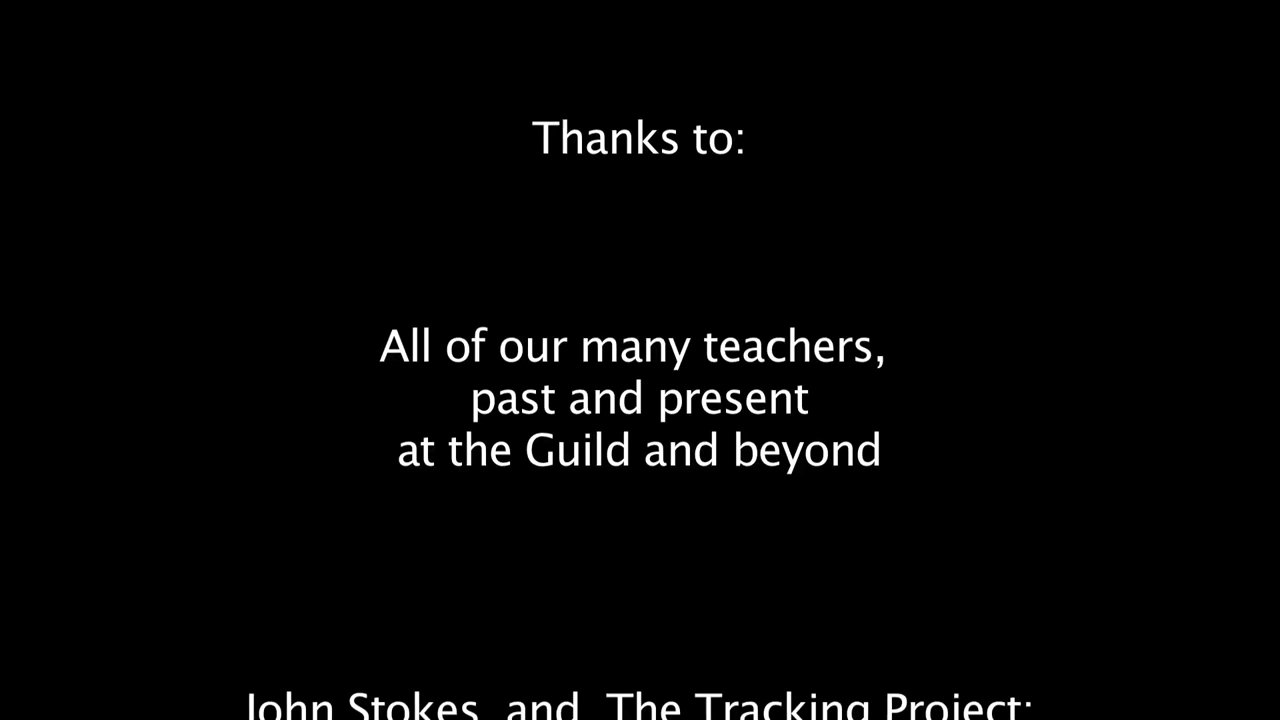 Thanks to:
All of our many teachers,
past and present
at the Guild and beyond
John Stokes and The Tracking Project: